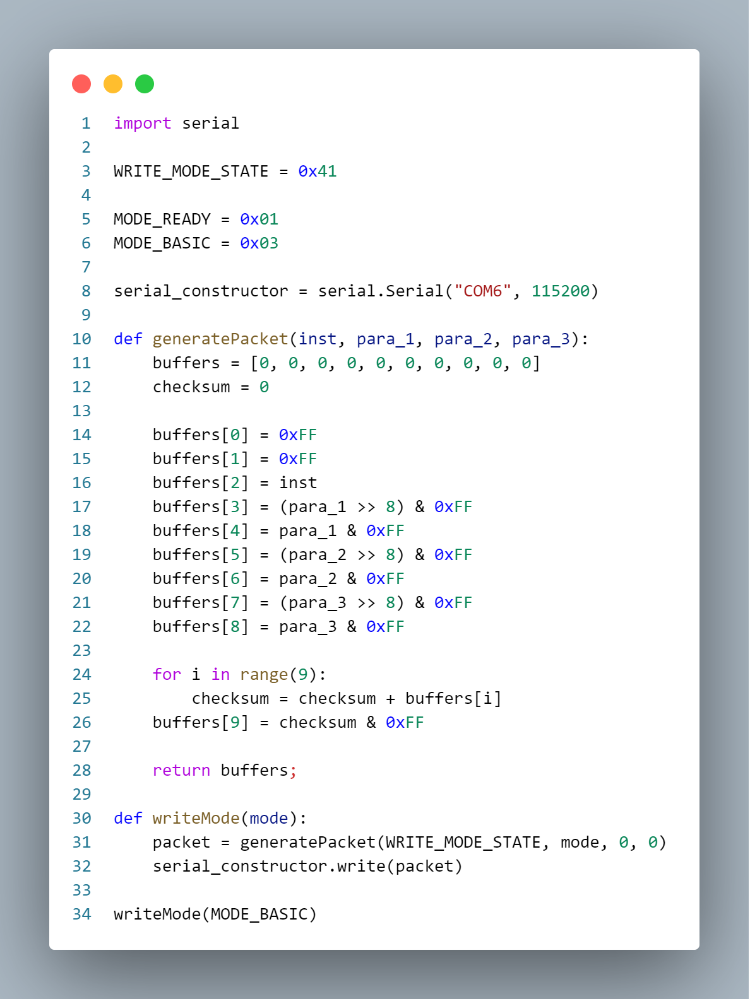 1 import serial
2
3 WRITE_MODE_STATE = 0x41
4
5 MODE_READY = 0x01
6 MODE_BASIC = 0x03
7
8 serial_constructor = serial.Serial("COM6", 115200)
9
10 def generatePacket(inst, para_1, para_2, para_3):
11     buffers = [0, 0, 0, 0, 0, 0, 0, 0, 0, 0]
12     checksum = 0
13
14     buffers[0] = 0xFF
15     buffers[1] = 0xFF
16     buffers[2] = inst
17     buffers[3] = (para_1 >> 8) & 0xFF
18     buffers[4] = para_1 & 0xFF
19     buffers[5] = (para_2 >> 8) & 0xFF
20     buffers[6] = para_2 & 0xFF
21     buffers[7] = (para_3 >> 8) & 0xFF
22     buffers[8] = para_3 & 0xFF
23
24     for i in range(9):
25         checksum = checksum + buffers[i]
26     buffers[9] = checksum & 0xFF
27
28     return buffers;
29
30 def writeMode(mode):
31     packet = generatePacket(WRITE_MODE_STATE, mode, 0, 0)
32     serial_constructor.write(packet)
33
34 writeMode(MODE_BASIC)